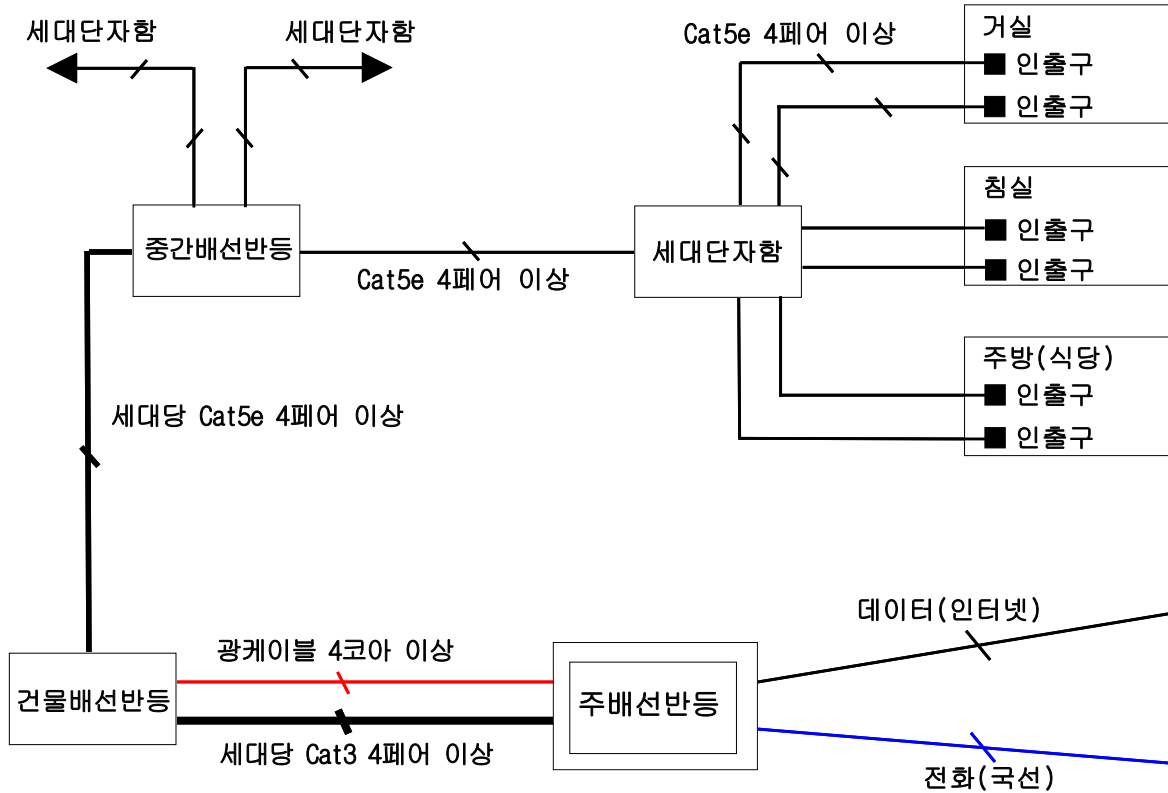 세대단자함
세대단자함
Cat5e 4페어 이상
거실
인출구
인출구
침실
인출구
인출구
중간배선반등
세대단자함
Cat5e 4페어 이상
주방(식당)
인출구
인출구
세대당 Cat5e 4페어 이상
데이터(인터넷)
광케이블 4코아 이상
건물배선반등
주배선반등
세대당 Cat3 4페어 이상
전화(국선)